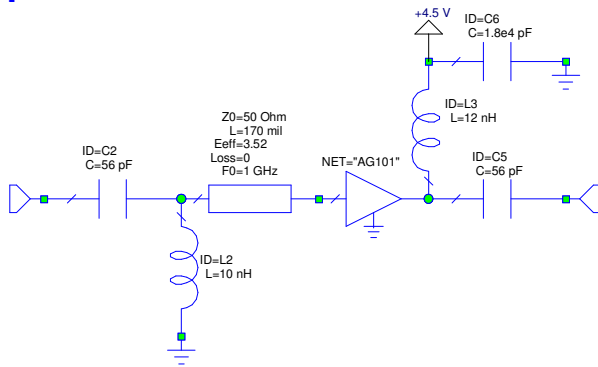 +4.5 V
ID=C6
C=1.8e4 pF
ID=L3
L=12 nH
Z0=50 Ohm
L=170 mil
Eeff=3.52
Loss=0
F0=1 GHz
ID=C2
C=56 pF
NET="AG101"
ID=C5
C=56 pF
ID=L2
L=10 nH